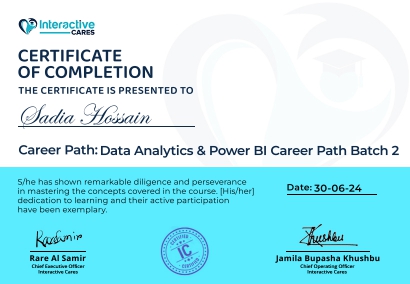 Interactive
CARES
CERTIFICATE
OF COMPLETION
THE CERTIFICATE IS PRESENTED TO
Sadia Hossain
Career Path: Data Analytics & Power BI Career Path Batch 2
S/he has shown remarkable diligence and perseverance
in mastering the concepts covered in the course. [His/her]
dedication to learning and their active participation
have been exemplary.
Date: 30-06-24
Rare Al Samir
Chief Executive Officer
Interactive Cares
CERTIFIED
IC
CERTIFIED
Khushbu
Jamila Bupasha Khushbu
Chief Operating Officer
Interactive Cares